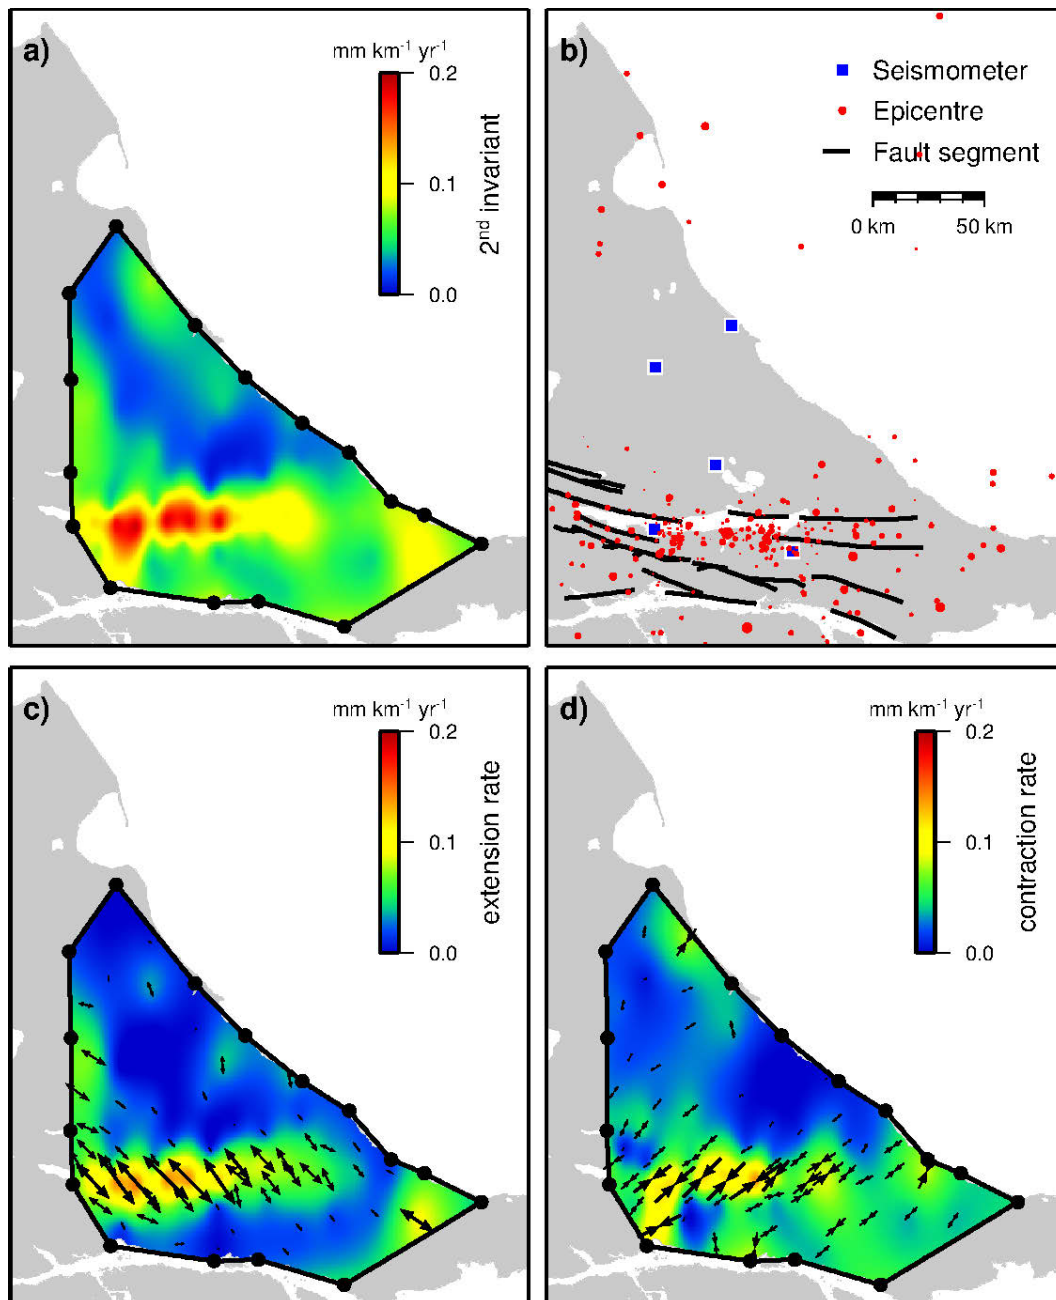 a)
mm km⁻¹ yr⁻¹
0.2
0.1
0.0
2ⁿᵈ invariant
b)
Seismometer
Epicentre
Fault segment
0 km 50 km
c)
mm km⁻¹ yr⁻¹
0.2
0.1
0.0
extension rate
d)
mm km⁻¹ yr⁻¹
0.2
0.1
0.0
contraction rate